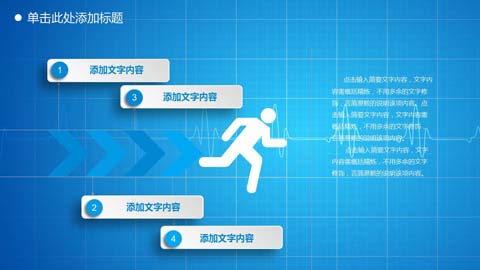 单击此处添加标题
1 添加文字内容
3 添加文字内容
点击输入简要文字内容，文字内
容需概括精炼，不用多余的文字修
饰，言简意赅的说明该项内容。点
击输入简要文字内容，文字内容需
概括精炼，不用多余的文字修饰
，言简意赅的说明该项内容。
点击输入简要文字内容，文字
内容需概括精炼，不用多余的文字
修饰，言简意赅的说明该项内容。
2 添加文字内容
4 添加文字内容